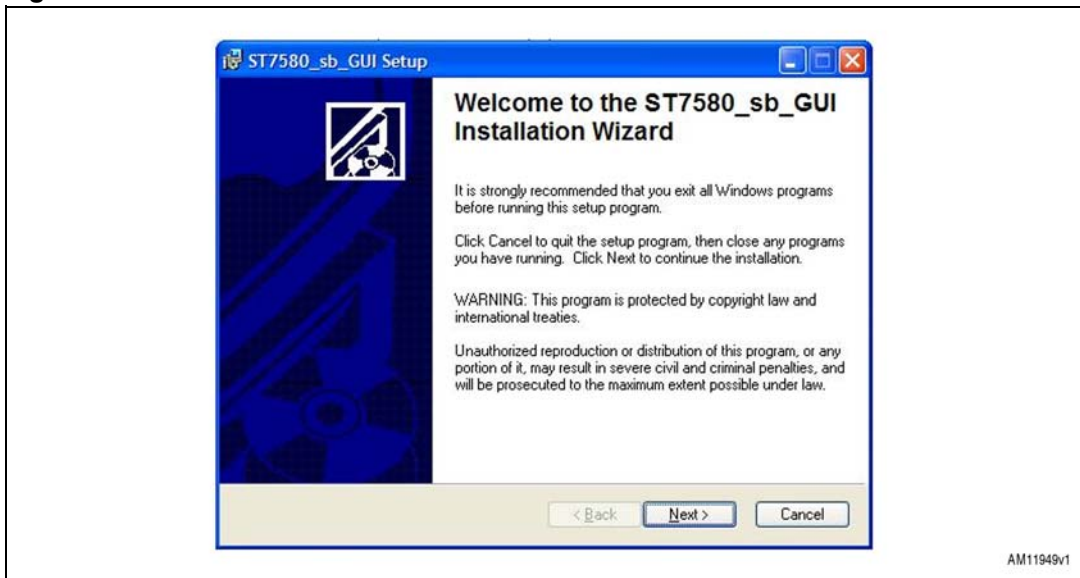 ST7580_sb_GUI Setup
Welcome to the ST7580_sb_GUI
Installation Wizard
It is strongly recommended that you exit all Windows programs
before running this setup program.
Click Cancel to quit the setup program, then close any programs
you have running. Click Next to continue the installation.
WARNING: This program is protected by copyright law and
international treaties.
Unauthorized reproduction or distribution of this program, or any
portion of it, may result in severe civil and criminal penalties, and
will be prosecuted to the maximum extent possible under law.
< Back Next > Cancel
AM11949v1